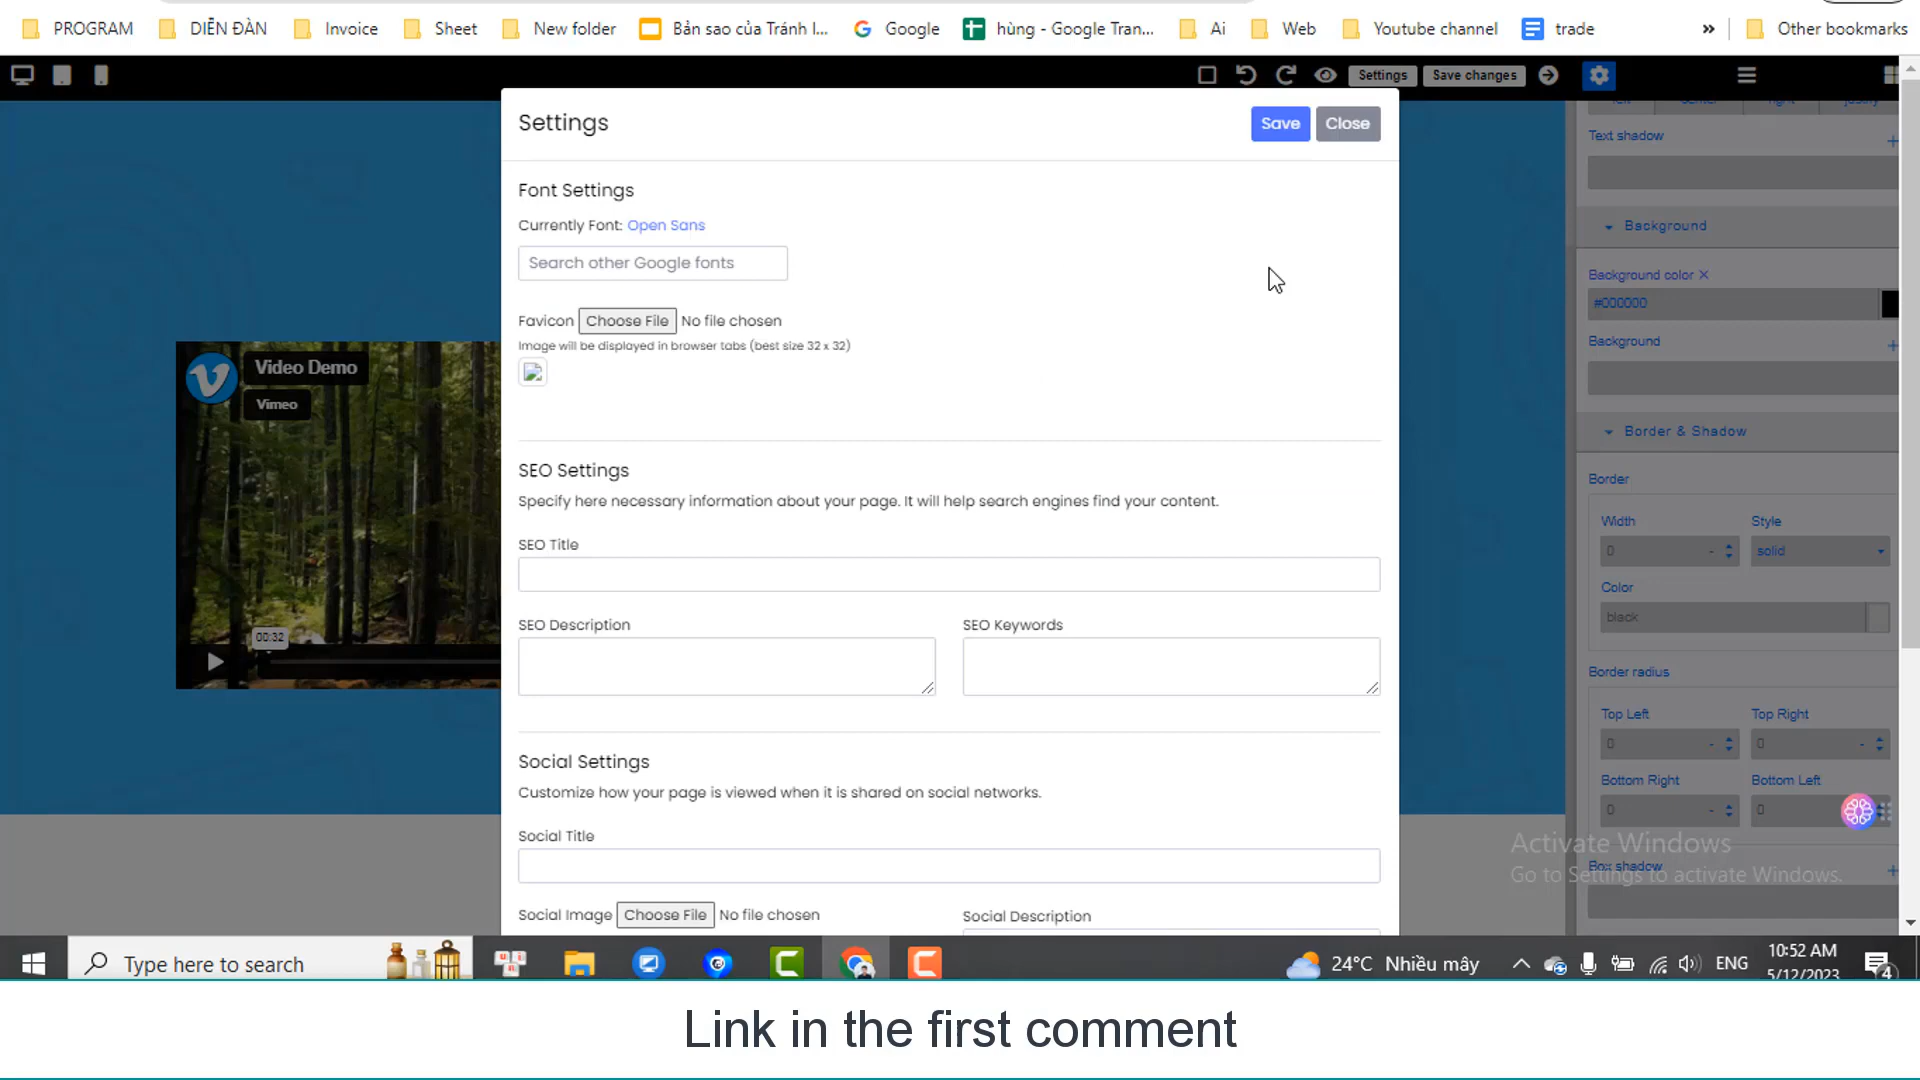 PROGRAM DIỄN ĐÀN Invoice Sheet New folder Bản sao của Tránh l... Google hùng - Google Tran... Ai Web Youtube channel trade » Other bookmarks
Settings Save changes
Settings Save Close
Text shadow
Font Settings
Currently Font: Open Sans
Background
Search other Google fonts
Background color ×
#000000
Favicon Choose File No file chosen
Image will be displayed in browser tabs (best size 32 x 32)
Background
Video Demo
Vimeo
Border & Shadow
SEO Settings
Border
Specify here necessary information about your page. It will help search engines find your content.
Width Style
SEO Title
0 - solid
Color
black
SEO Description SEO Keywords
00:32
Border radius
Top Left Top Right
0 - 0 -
Social Settings
Bottom Right Bottom Left
Customize how your page is viewed when it is shared on social networks.
0 - 0
Social Title
Activate Windows
Box shadow
Go to Settings to activate Windows.
Social Image Choose File No file chosen Social Description
Type here to search 24°C Nhiều mây ENG 10:52 AM
5/12/2023 4
Link in the first comment